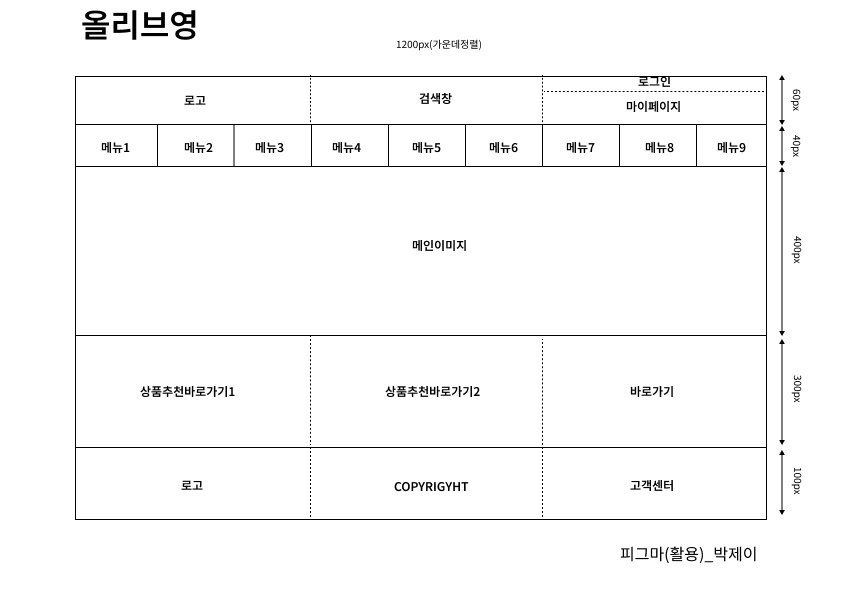 올리브영
1200px(가운데정렬)
로고
검색창
로그인
마이페이지
60px
메뉴1
메뉴2
메뉴3
메뉴4
메뉴5
메뉴6
메뉴7
메뉴8
메뉴9
40px
메인이미지
400px
상품추천바로가기1
상품추천바로가기2
바로가기
300px
로고
COPYRIGYHT
고객센터
100px
피그마(활용)_박제이